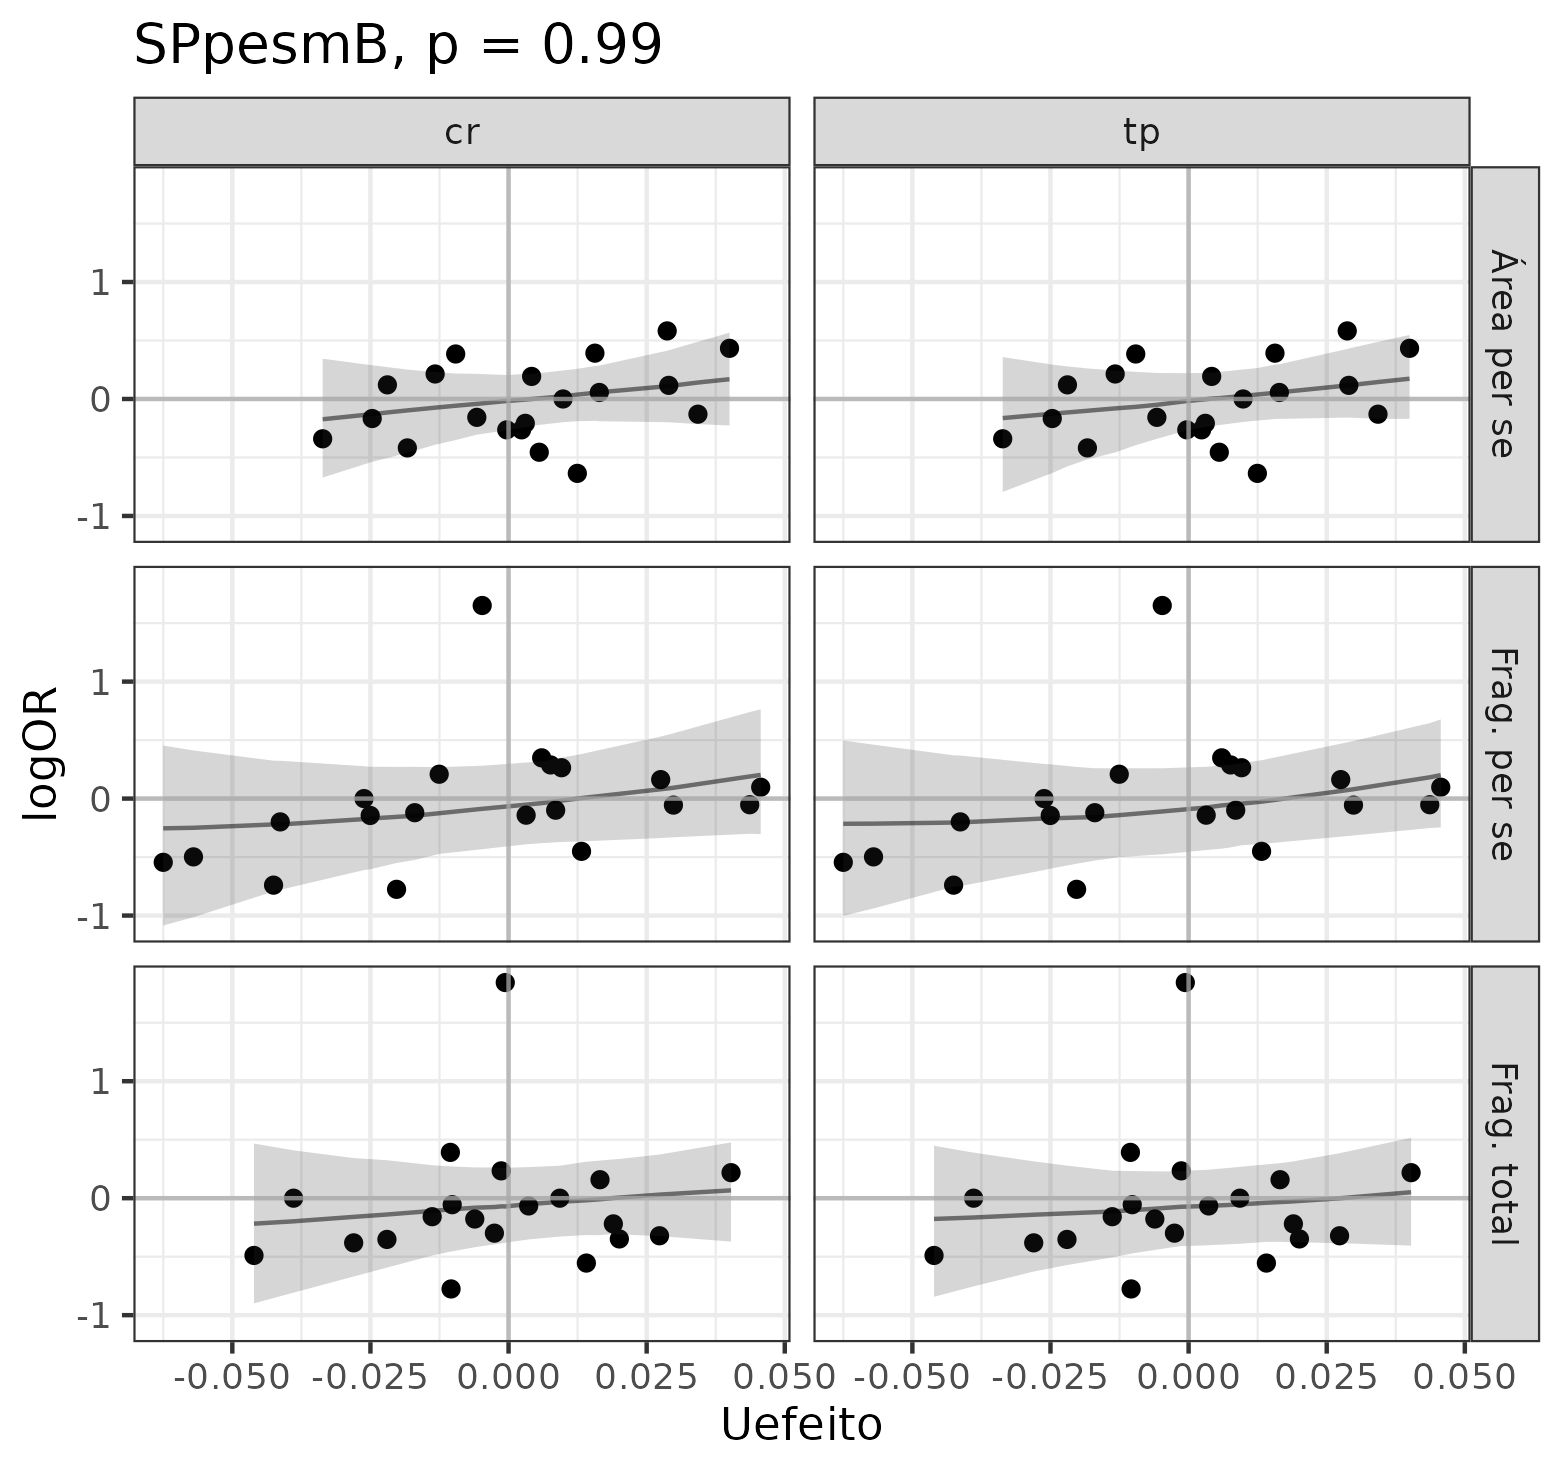 SPpesmB, p = 0.99
cr
tp
1
0
-1
Área per se
1
0
-1
Frag. per se
1
0
-1
Frag. total
logOR
-0.050 -0.025 0.000 0.025 0.050 -0.050 -0.025 0.000 0.025 0.050
Uefeito